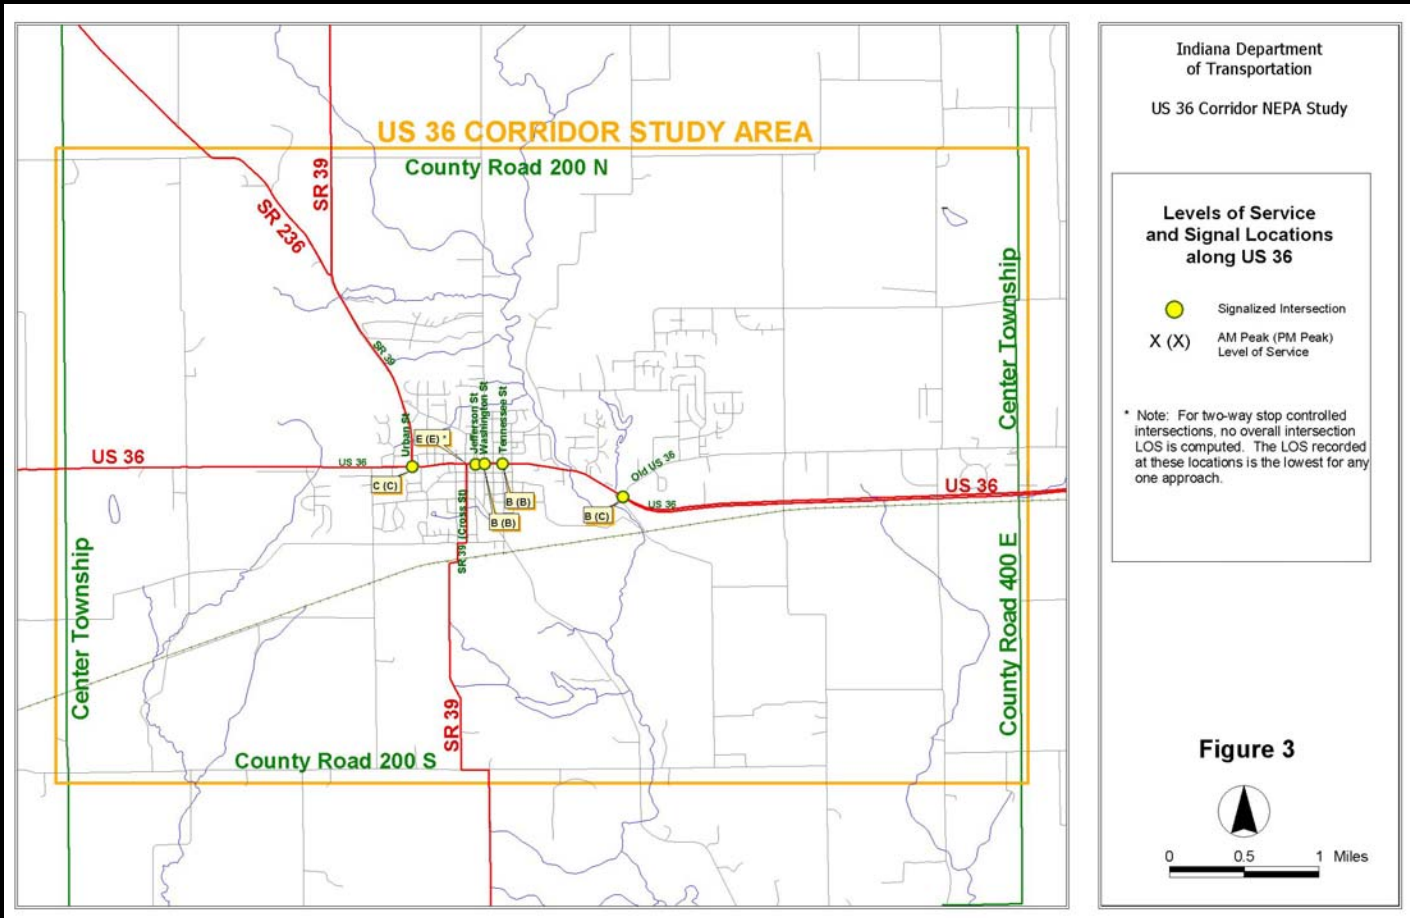 US 36 CORRIDOR STUDY AREA
County Road 200 N
SR 39
SR 236
Center Township
SR 39
Urban St
Jefferson St
Washington St
Tennessee St
E (E) *
US 36
US 36
C (C)
B (B)
B (B)
B (C)
Old US 36
US 36
US 36
SR 39 (Cross St)
Center Township
County Road 400 E
SR 39
County Road 200 S
Indiana Department
of Transportation
US 36 Corridor NEPA Study
Levels of Service
and Signal Locations
along US 36
Signalized Intersection
X (X)
AM Peak (PM Peak)
Level of Service
* Note: For two-way stop controlled
intersections, no overall intersection
LOS is computed. The LOS recorded
at these locations is the lowest for any
one approach.
Figure 3
0 0.5 1 Miles